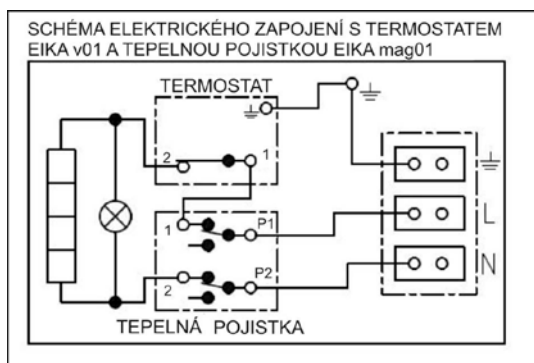 SCHÉMA ELEKTRICKÉHO ZAPOJENÍ S TERMOSTATEM
EIKA v01 A TEPELNOU POJISTKOU EIKA mag01
TERMOSTAT
2
1
1
P1
L
2
P2
N
TEPELNÁ POJISTKA